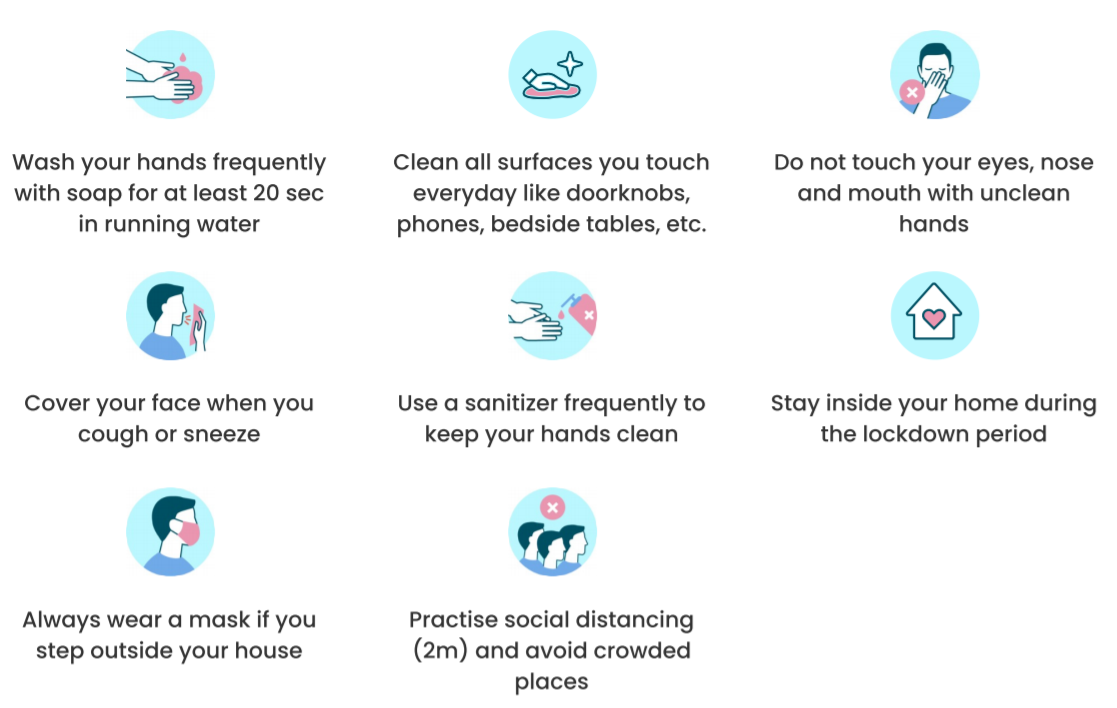 Wash your hands frequently
with soap for at least 20 sec
in running water
Clean all surfaces you touch
everyday like doorknobs,
phones, bedside tables, etc.
Do not touch your eyes, nose
and mouth with unclean
hands
Cover your face when you
cough or sneeze
Use a sanitizer frequently to
keep your hands clean
Stay inside your home during
the lockdown period
Always wear a mask if you
step outside your house
Practise social distancing
(2m) and avoid crowded
places